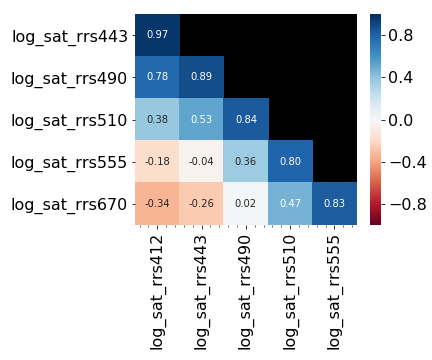 log_sat_rrs443 0.97
log_sat_rrs490 0.78 0.89
log_sat_rrs510 0.38 0.53 0.84
log_sat_rrs555 -0.18 -0.04 0.36 0.80
log_sat_rrs670 -0.34 -0.26 0.02 0.47 0.83
log_sat_rrs412
log_sat_rrs443
log_sat_rrs490
log_sat_rrs510
log_sat_rrs555
0.8
0.4
0.0
−0.4
−0.8